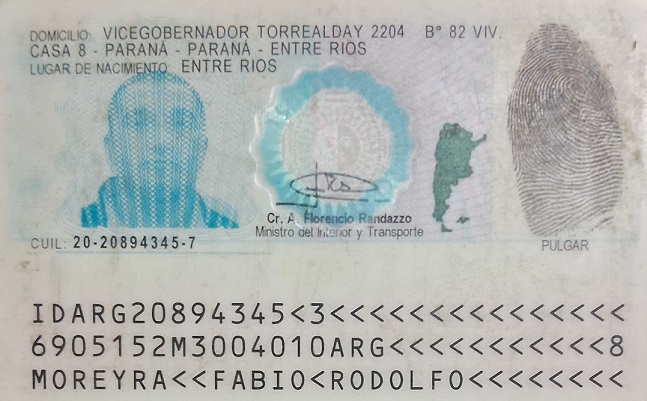 DOMICILIO: VICEGOBERNADOR TORREALDAY 2204 B° 82 VIV.
CASA 8 - PARANÁ - PARANÁ - ENTRE RIOS
LUGAR DE NACIMIENTO ENTRE RIOS
Cr. A. Florencio Randazzo
Ministro del Interior y Transporte
CUIL: 20-20894345-7
PULGAR
IDARG20894345<3<<<<<<<<<<<<<<<
6905152M3004010ARG<<<<<<<<<<<8
MOREYRA<<FABIO<RODOLFO<<<<<<<<